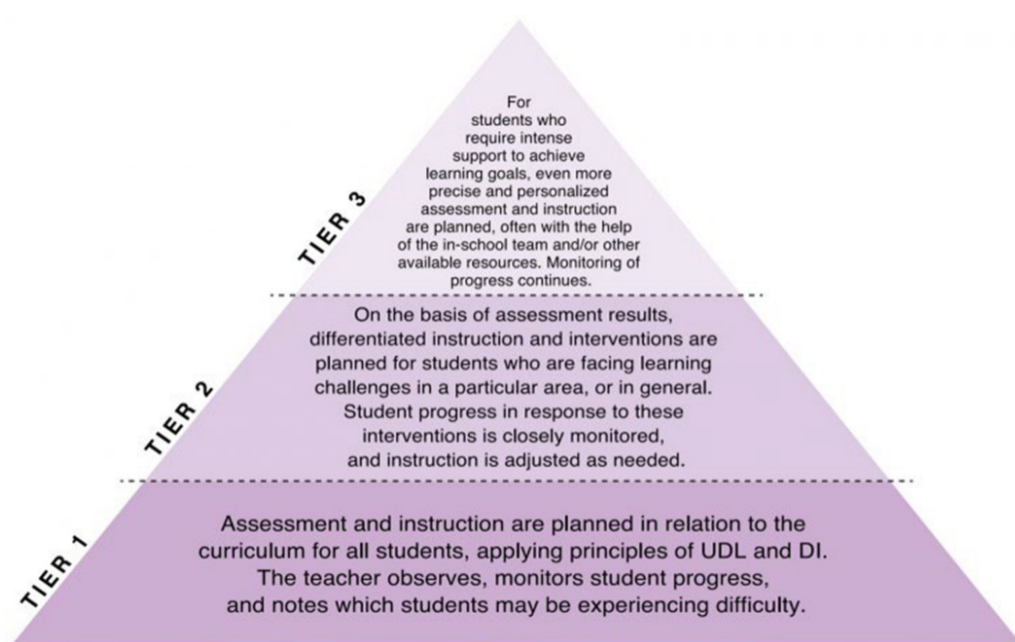 For
students who
require intense
support to achieve
learning goals, even more
precise and personalized
assessment and instruction
are planned, often with the help
of the in-school team and/or other
available resources. Monitoring of
progress continues.
TIER 3
On the basis of assessment results,
differentiated instruction and interventions are
planned for students who are facing learning
challenges in a particular area, or in general.
Student progress in response to these
interventions is closely monitored,
and instruction is adjusted as needed.
TIER 2
Assessment and instruction are planned in relation to the
curriculum for all students, applying principles of UDL and DI.
The teacher observes, monitors student progress,
and notes which students may be experiencing difficulty.
TIER 1